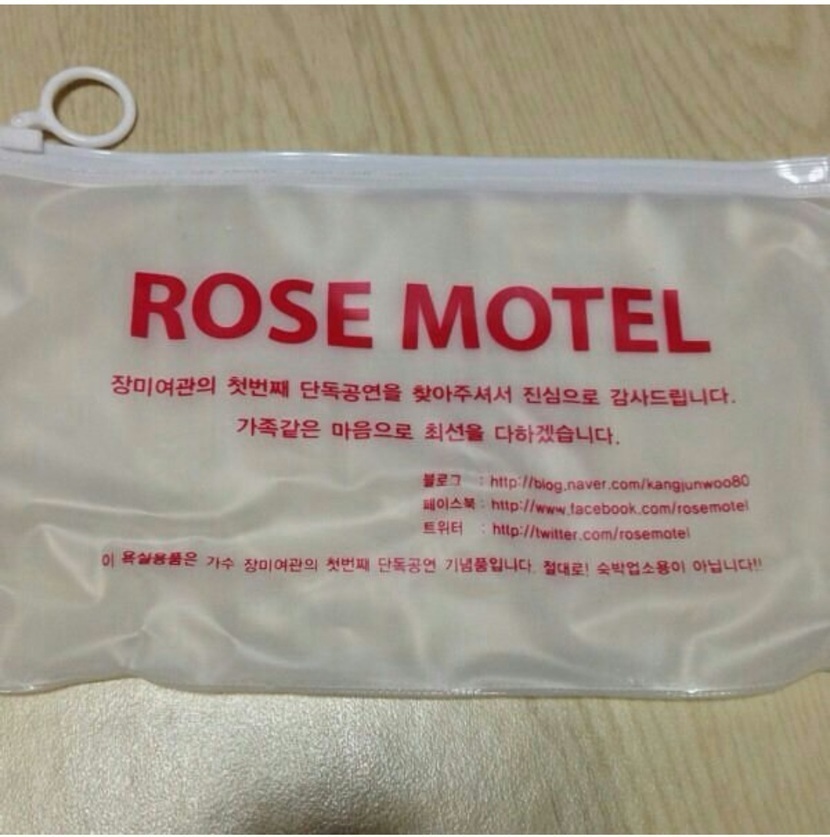 ROSE MOTEL
장미여관의 첫번째 단독공연을 찾아주셔서 진심으로 감사드립니다.
가족같은 마음으로 최선을 다하겠습니다.
블로그 : http://blog.naver.com/kangjunwoo80
페이스북 : http://www.facebook.com/rosemotel
트위터 : http://twitter.com/rosemotel
이 욕실용품은 가수 장미여관의 첫번째 단독공연 기념품입니다. 절대로! 숙박업소용이 아닙니다!!